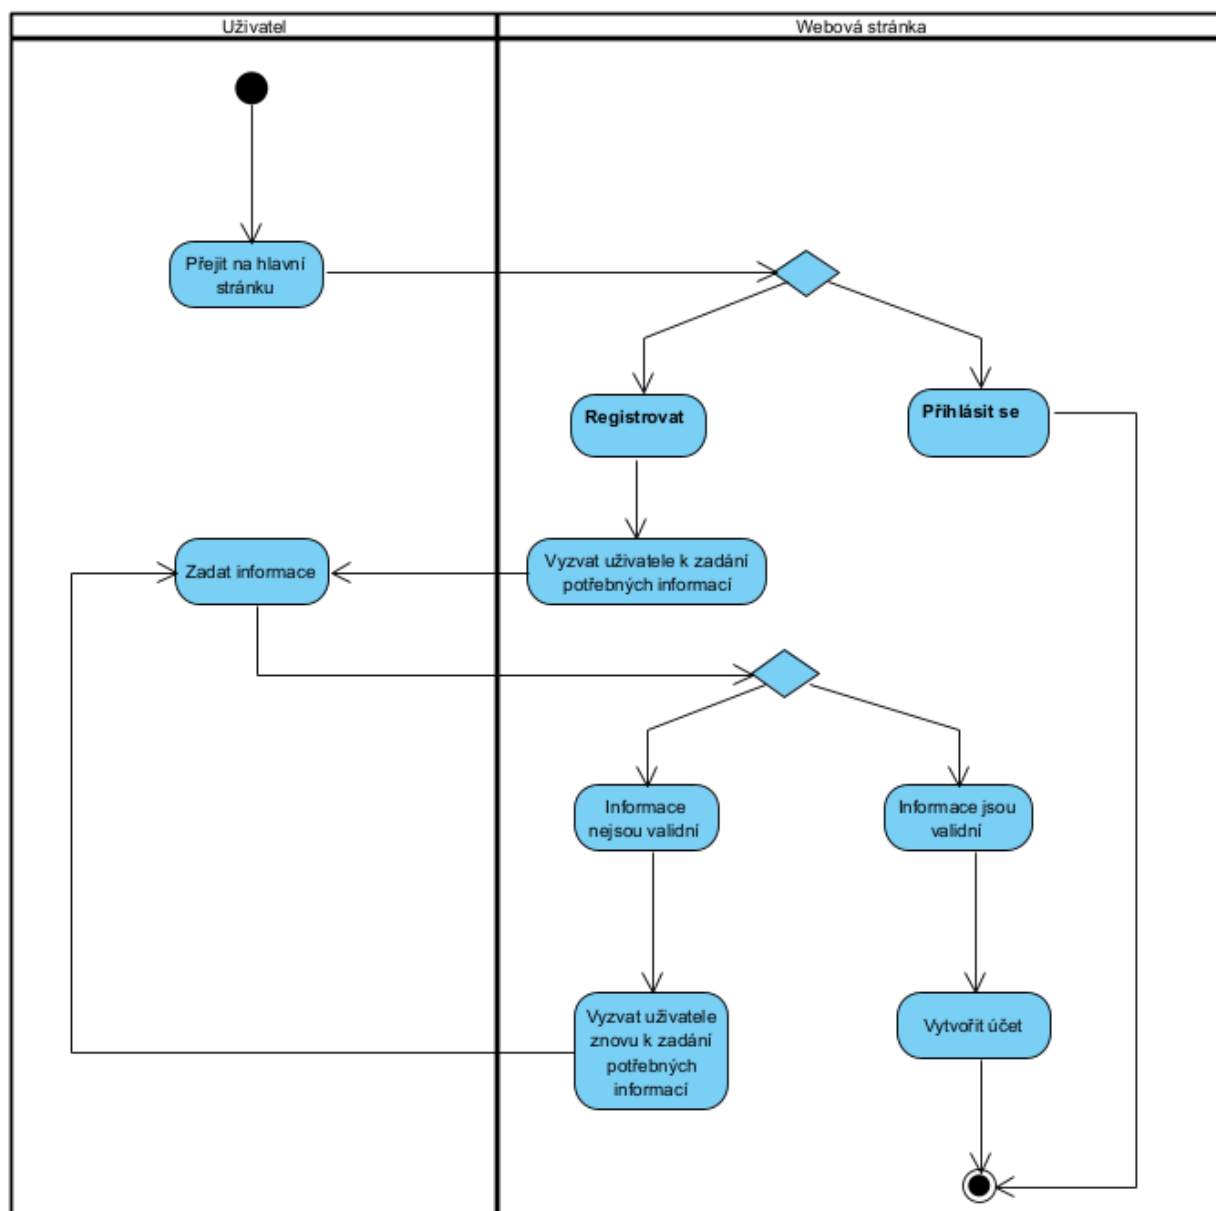 Uživatel
Webová stránka
Přejit na hlavní
stránku
Registrovat
Přihlásit se
Zadat informace
Vyzvat uživatele k zadání
potřebných informací
Informace
nejsou validní
Informace jsou
validní
Vyzvat uživatele
znovu k zadání
potřebných
informací
Vytvořit účet